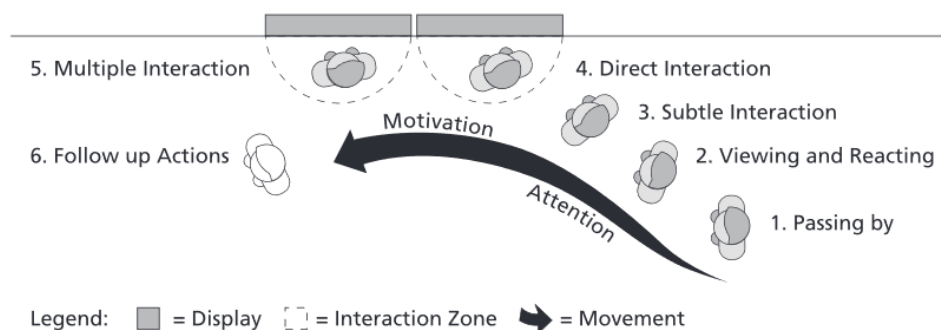 5. Multiple Interaction
4. Direct Interaction
3. Subtle Interaction
Motivation
6. Follow up Actions
2. Viewing and Reacting
Attention
1. Passing by
Legend: = Display = Interaction Zone = Movement